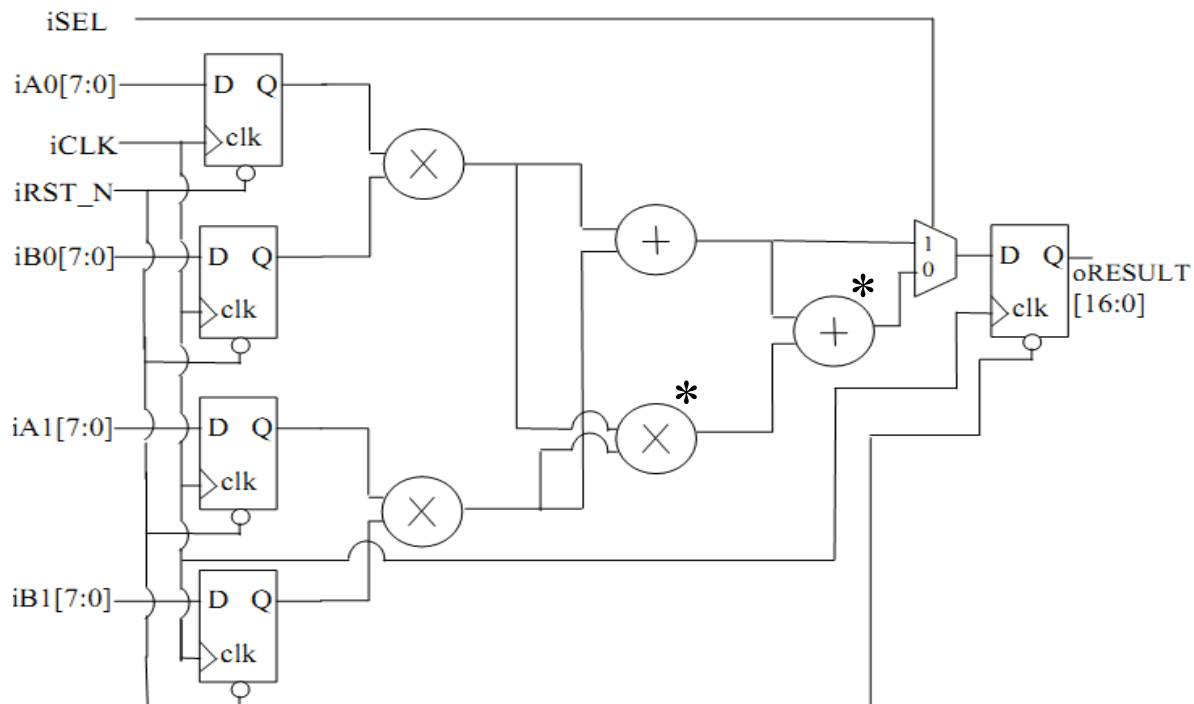 iSEL
iA0[7:0]
D Q
iCLK
clk
iRST_N
iB0[7:0]
D Q
clk
iA1[7:0]
D Q
clk
iB1[7:0]
D Q
clk
×
×
+
×
*
+
*
1
0
D Q
clk
oRESULT
[16:0]